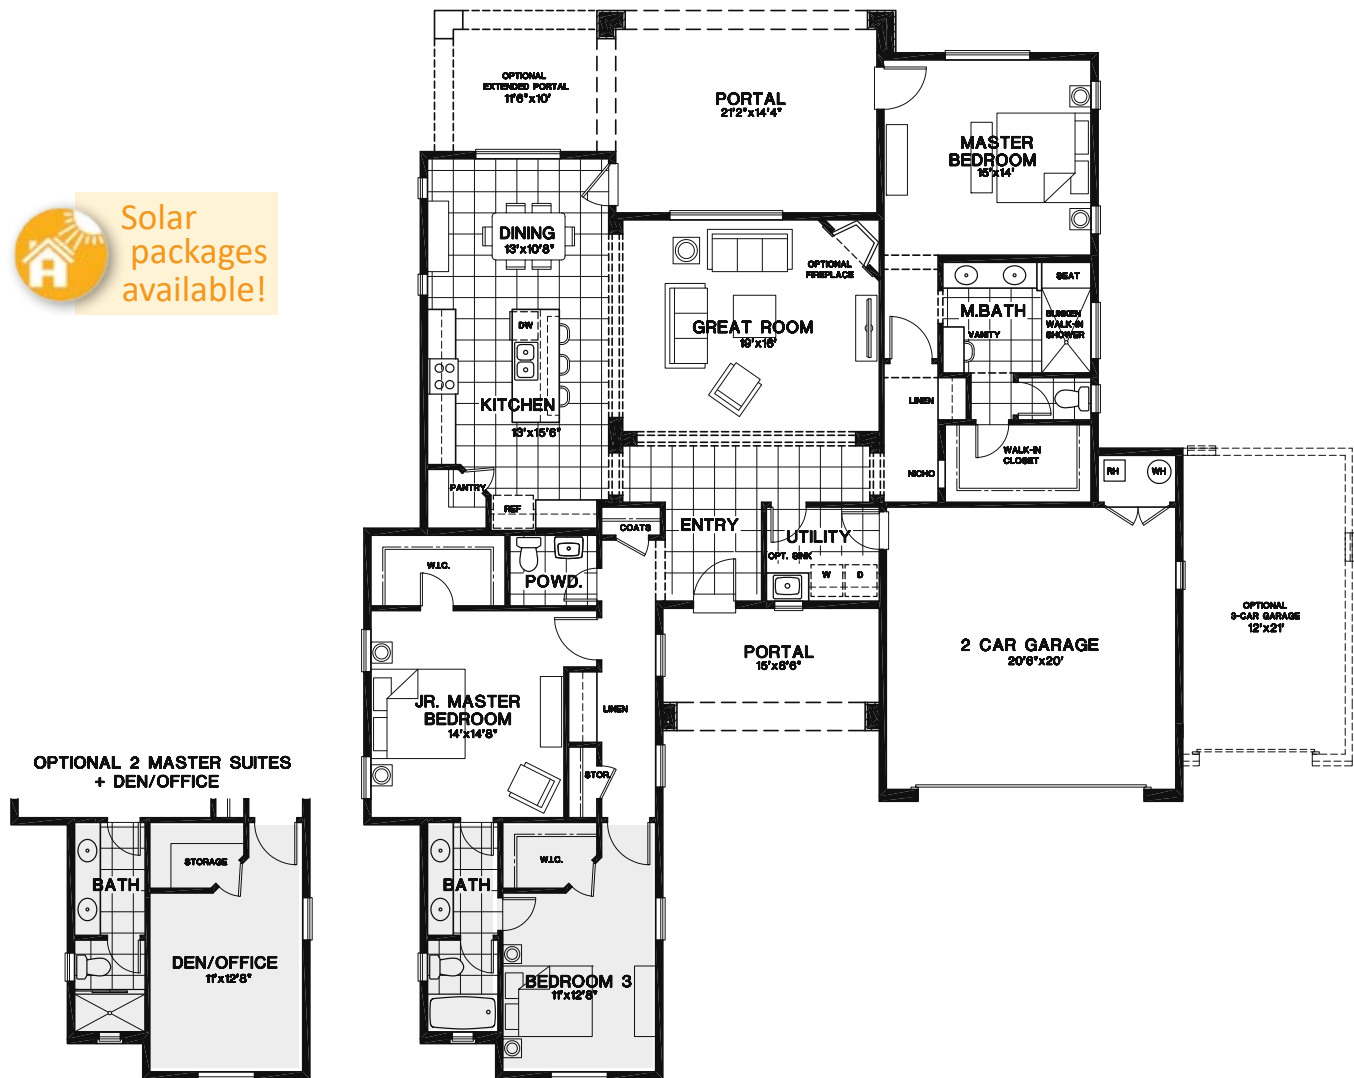 OPTIONAL
EXTENDED PORTAL
11'6"x10'
PORTAL
21'2"x14'4"
MASTER
BEDROOM
15'x14'
Solar
packages
available!
DINING
13'x10'8"
OPTIONAL
FIREPLACE
SEAT
M.BATH
VANITY
SUNKEN
WALK-IN
SHOWER
DW
GREAT ROOM
19'x16'
KITCHEN
13'x15'6"
LINEN
WALK-IN
CLOSET
NICHO
PANTRY
REF
RH
WH
COATS
ENTRY
UTILITY
OPT. SINK
W
D
W.I.C.
POWD.
OPTIONAL
3-CAR GARAGE
12'x21'
PORTAL
15'x8'6"
2 CAR GARAGE
20'6"x20'
JR. MASTER
BEDROOM
14'x14'8"
LINEN
STOR.
OPTIONAL 2 MASTER SUITES
+ DEN/OFFICE
STORAGE
BATH
DEN/OFFICE
11'x12'8"
W.I.C.
BATH
BEDROOM 3
11'x12'8"